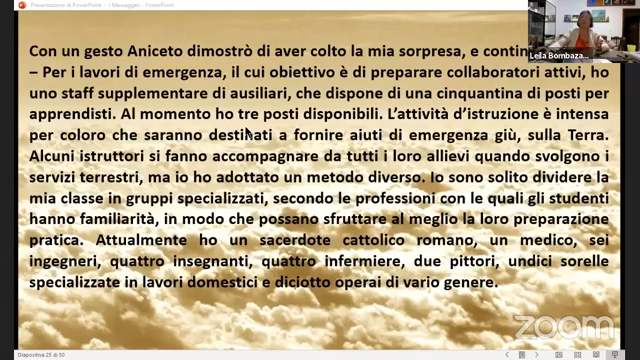 Presentazione di PowerPoint - I Messaggeri - PowerPoint
Con un gesto Aniceto dimostrò di aver colto la mia sorpresa, e contin
– Per i lavori di emergenza, il cui obiettivo è di preparare collaboratori attivi, ho
uno staff supplementare di ausiliari, che dispone di una cinquantina di posti per
apprendisti. Al momento ho tre posti disponibili. L'attività d'istruzione è intensa
per coloro che saranno destinati a fornire aiuti di emergenza giù, sulla Terra.
Alcuni istruttori si fanno accompagnare da tutti i loro allievi quando svolgono i
servizi terrestri, ma io ho adottato un metodo diverso. Io sono solito dividere la
mia classe in gruppi specializzati, secondo le professioni con le quali gli studenti
hanno familiarità, in modo che possano sfruttare al meglio la loro preparazione
pratica. Attualmente ho un sacerdote cattolico romano, un medico, sei
ingegneri, quattro insegnanti, quattro infermiere, due pittori, undici sorelle
specializzate in lavori domestici e diciotto operai di vario genere.
Leila Bombaza...
zoom
Diapositiva 25 di 50